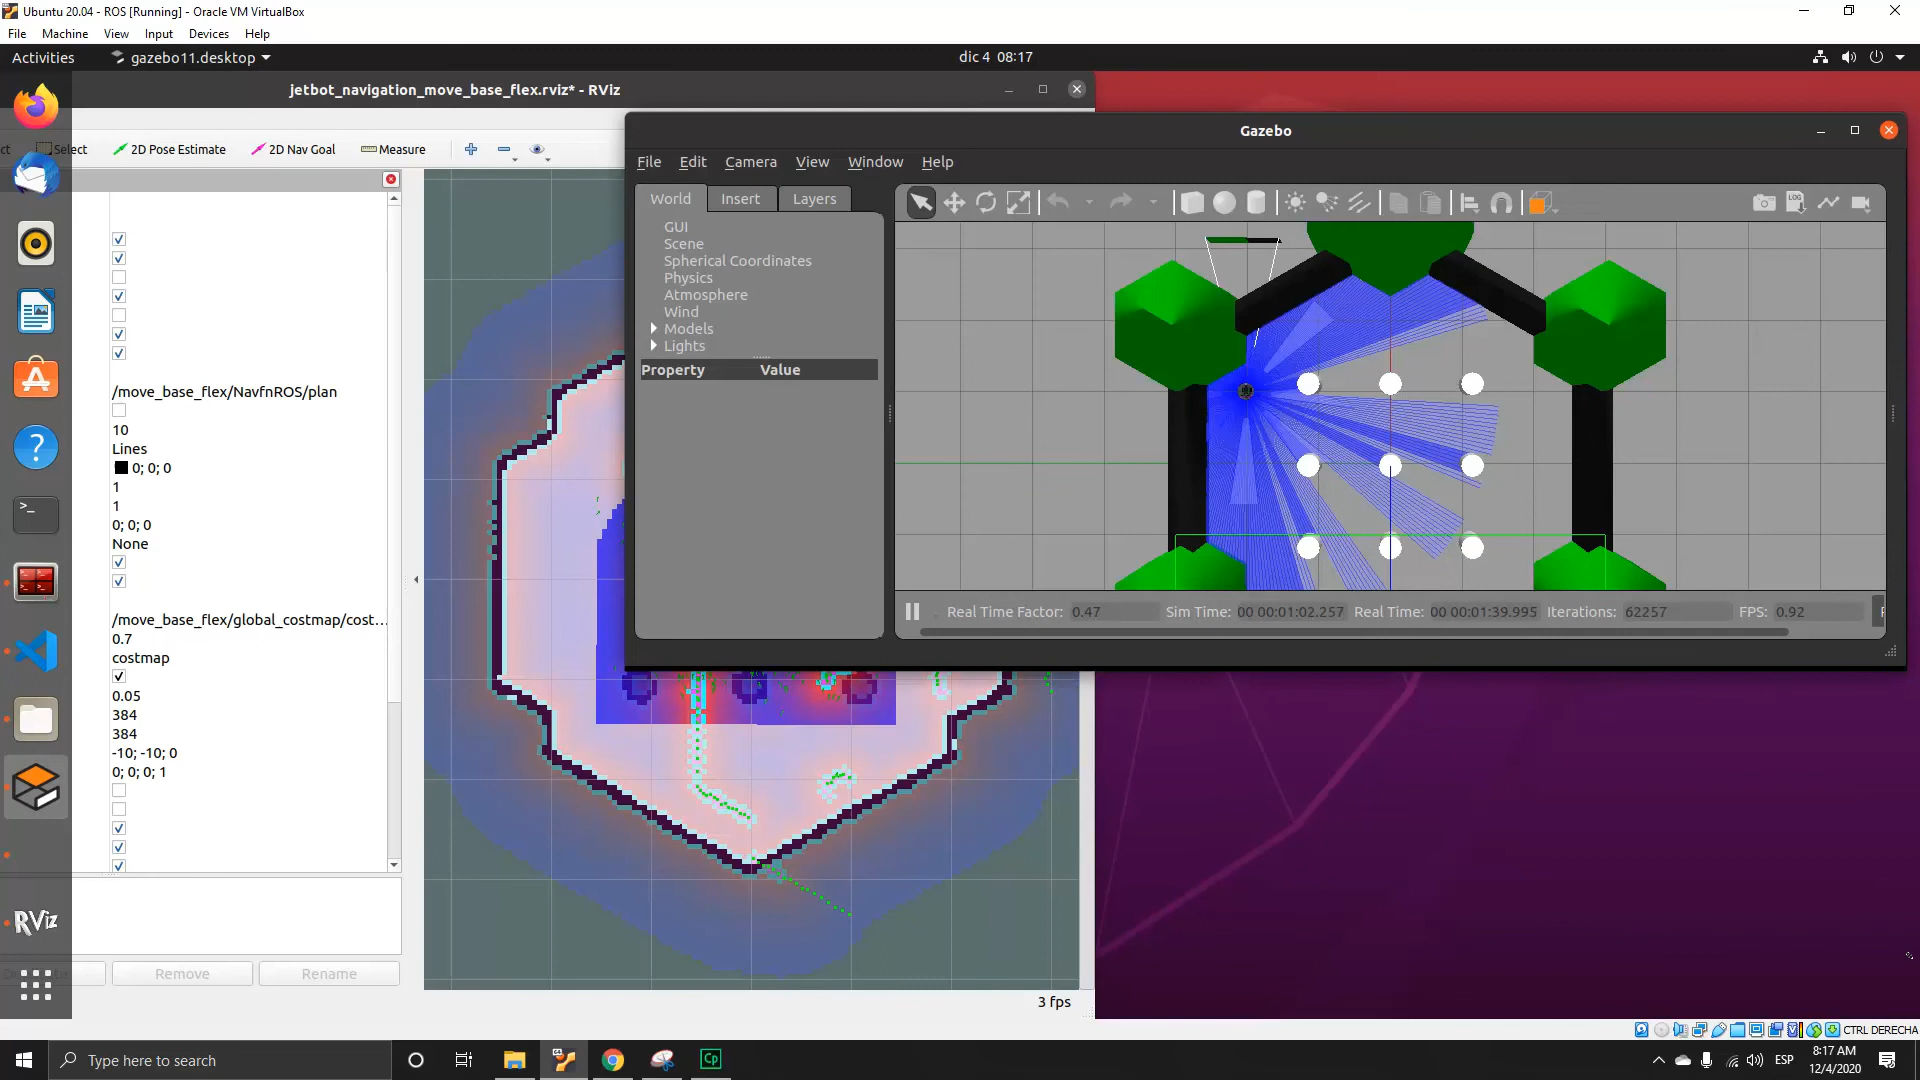 Ubuntu 20.04 - ROS [Running] - Oracle VM VirtualBox
File Machine View Input Devices Help
Activities gazebo11.desktop dic 4 08:17
jetbot_navigation_move_base_flex.rviz* - RViz
Select 2D Pose Estimate 2D Nav Goal Measure
/move_base_flex/NavfnROS/plan
10
Lines
0; 0; 0
1
1
0; 0; 0
None
/move_base_flex/global_costmap/cost...
0.7
costmap
0.05
384
384
-10; -10; 0
0; 0; 0; 1
Remove Rename
3 fps
Gazebo
File Edit Camera View Window Help
World Insert Layers
GUI
Scene
Spherical Coordinates
Physics
Atmosphere
Wind
Models
Lights
Property Value
LOG
Real Time Factor: 0.47 Sim Time: 00 00:01:02.257 Real Time: 00 00:01:39.995 Iterations: 62257 FPS: 0.92
RViz
CTRL DERECHA
Type here to search
Cp
ESP
8:17 AM
12/4/2020